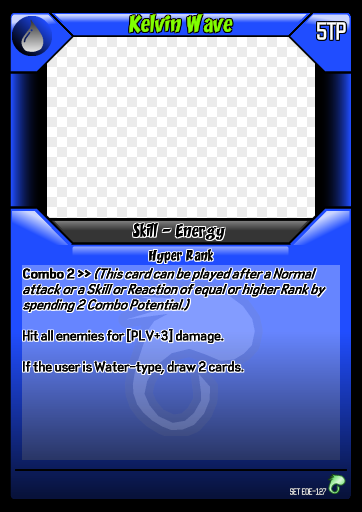 Kelvin Wave
5TP
Skill - Energy
Hyper Rank
Combo 2 >> (This card can be played after a Normal
attack or a Skill or Reaction of equal or higher Rank by
spending 2 Combo Potential.)
Hit all enemies for [PLV+3] damage.
If the user is Water-type, draw 2 cards.
SET EOE-127